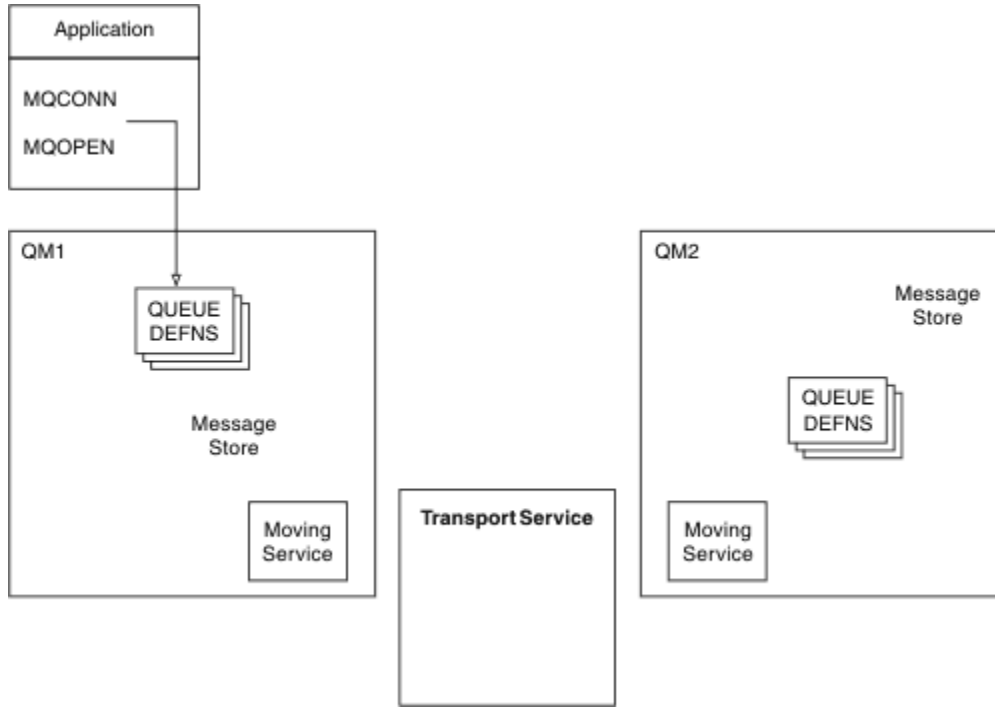 Application
MQCONN
MQOPEN
QM1
QUEUE
DEFNS
Message
Store
Moving
Service
Transport Service
QM2
Message
Store
QUEUE
DEFNS
Moving
Service